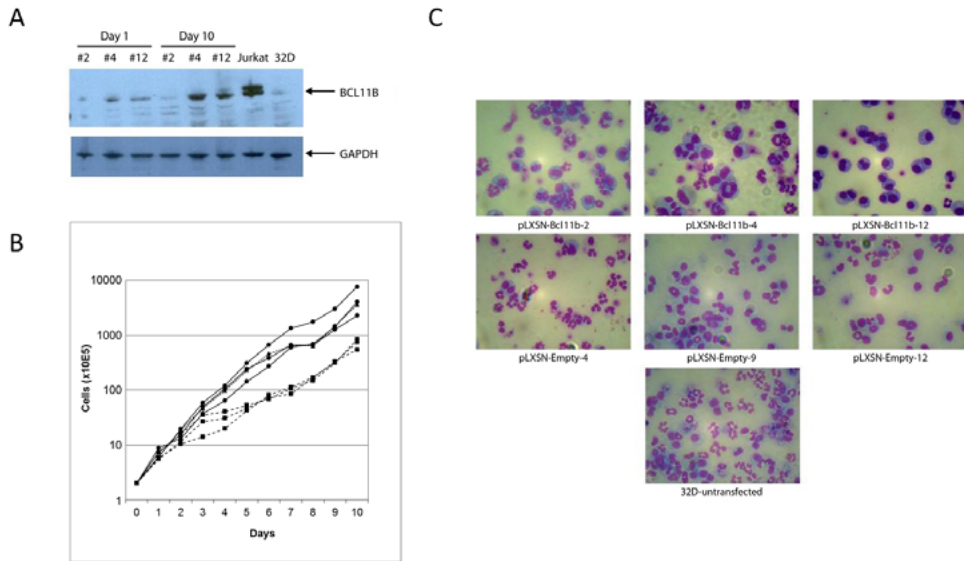 A
Day 1 Day 10
#2 #4 #12 #2 #4 #12 Jurkat 32D
BCL11B
GAPDH
B
10000
1000
100
10
1
Cells (x10E5)
0 1 2 3 4 5 6 7 8 9 10
Days
C
pLXSN-Bcl11b-2 pLXSN-Bcl11b-4 pLXSN-Bcl11b-12
pLXSN-Empty-4 pLXSN-Empty-9 pLXSN-Empty-12
32D-untransfected